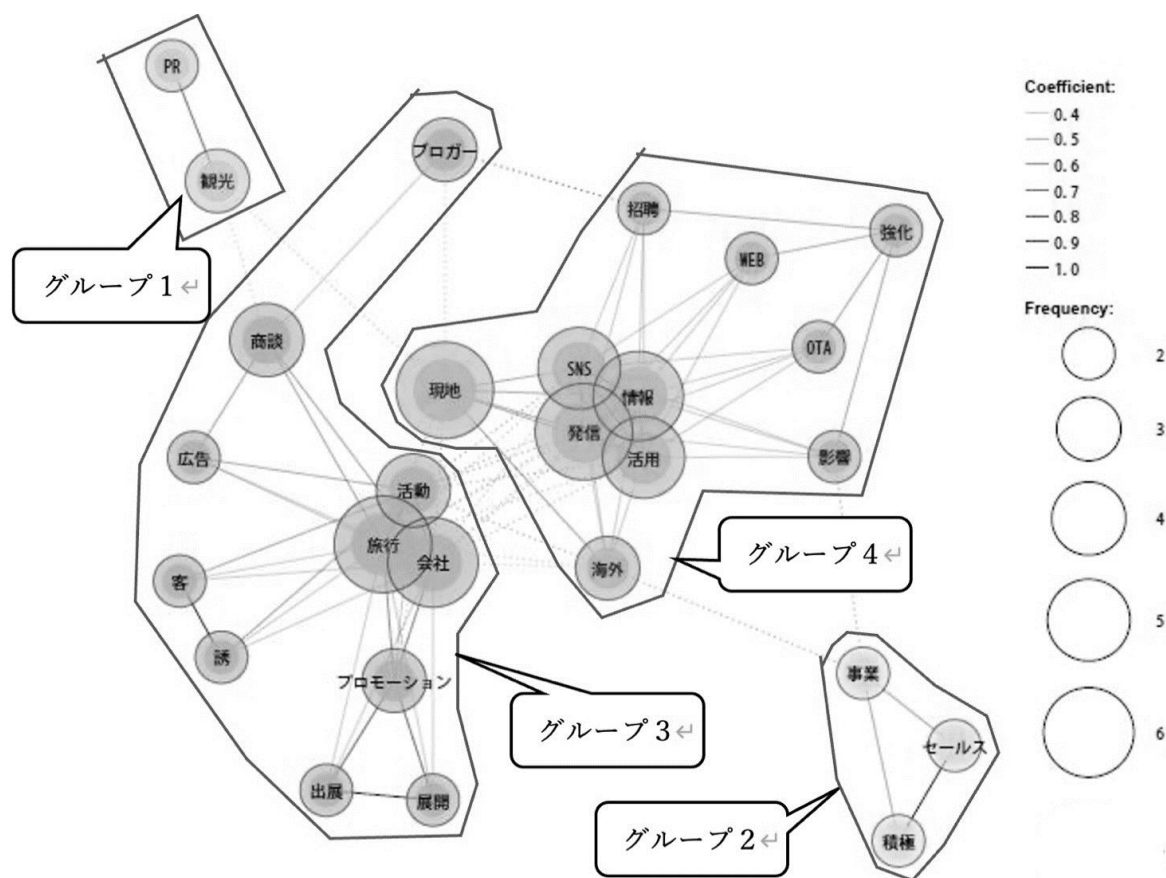 PR
観光
グループ1
ブロガー
招聘
強化
WEB
OTA
影響
SNS
情報
発信
活用
現地
海外
グループ4
商談
広告
活動
旅行
会社
客
誘
プロモーション
出展
展開
グループ3
事業
セールス
積極
グループ2
Coefficient:
0.4
0.5
0.6
0.7
0.8
0.9
1.0
Frequency:
2
3
4
5
6